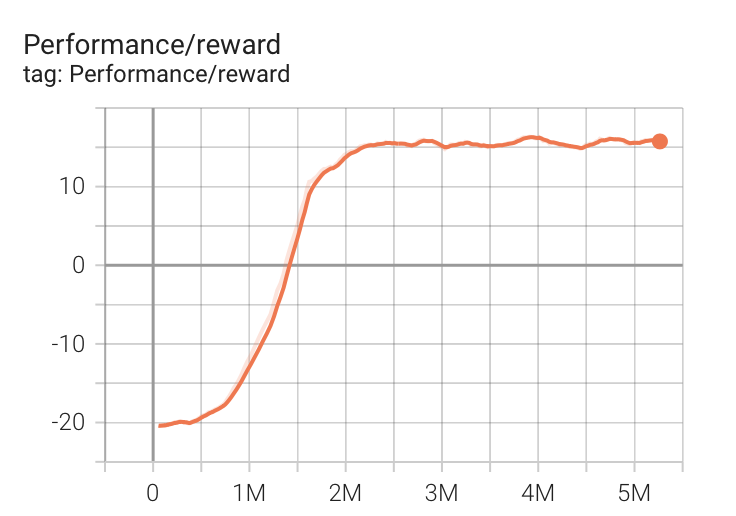 Performance/reward
tag: Performance/reward
10
0
-10
-20
0 1M 2M 3M 4M 5M